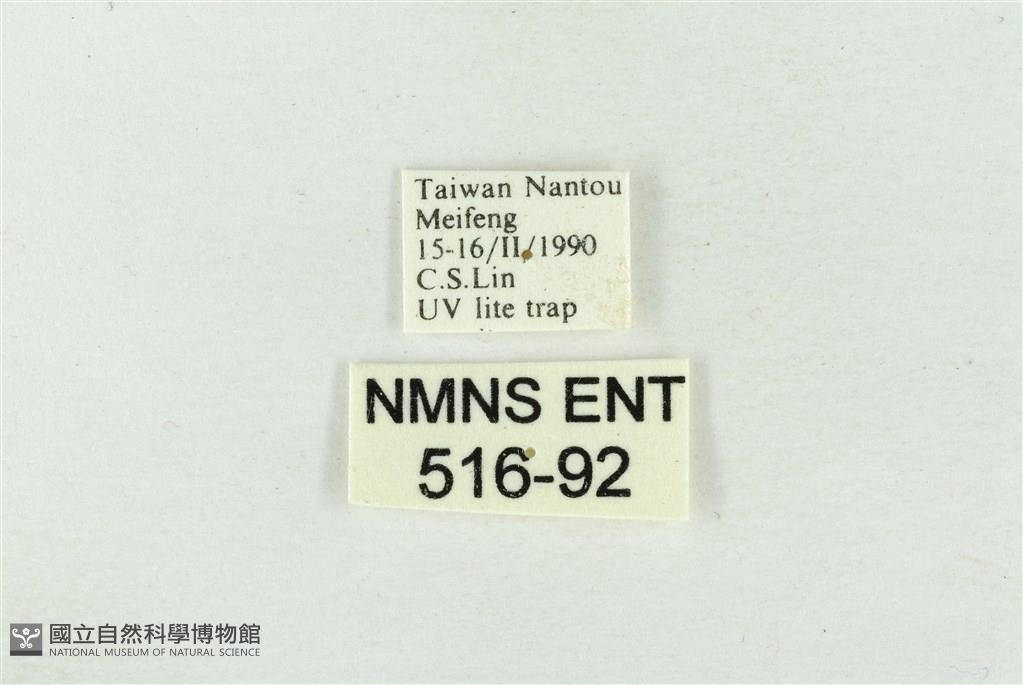 Taiwan Nantou
Meifeng
15-16/II/1990
C.S.Lin
UV lite trap
NMNS ENT
516-92
國立自然科學博物館
NATIONAL MUSEUM OF NATURAL SCIENCE